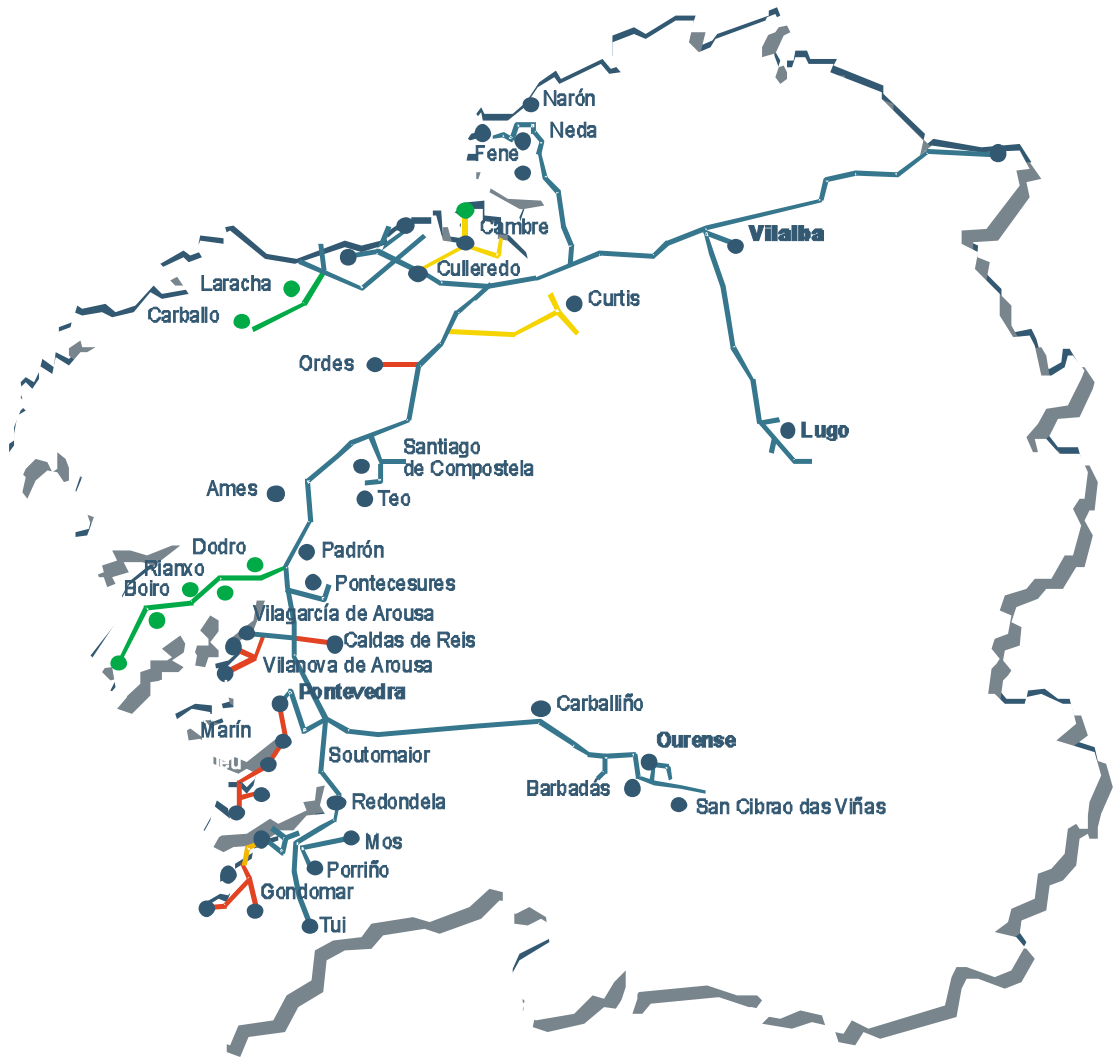 Narón
Neda
Fene
Cambre
Vilalba
Culleredo
Laracha
Curtis
Carballo
Ordes
Lugo
Santiago
de Compostela
Ames
Teo
Dodro
Padrón
Rianxo
Pontecesures
Boiro
Vilagarcía de Arousa
Caldas de Reis
Vilanova de Arousa
Pontevedra
Carballiño
Marín
Ourense
Soutomaior
Barbadás
Redondela
San Cibrao das Viñas
Mos
Porriño
Gondomar
Tui